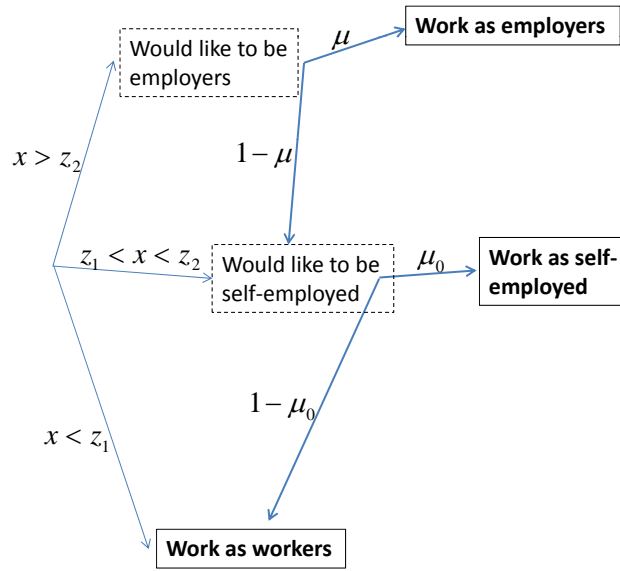 Would like to be
employers
μ
Work as employers
x > z₂
1 − μ
z₁ < x < z₂
Would like to be
self-employed
μ₀
Work as self-
employed
1 − μ₀
x < z₁
Work as workers